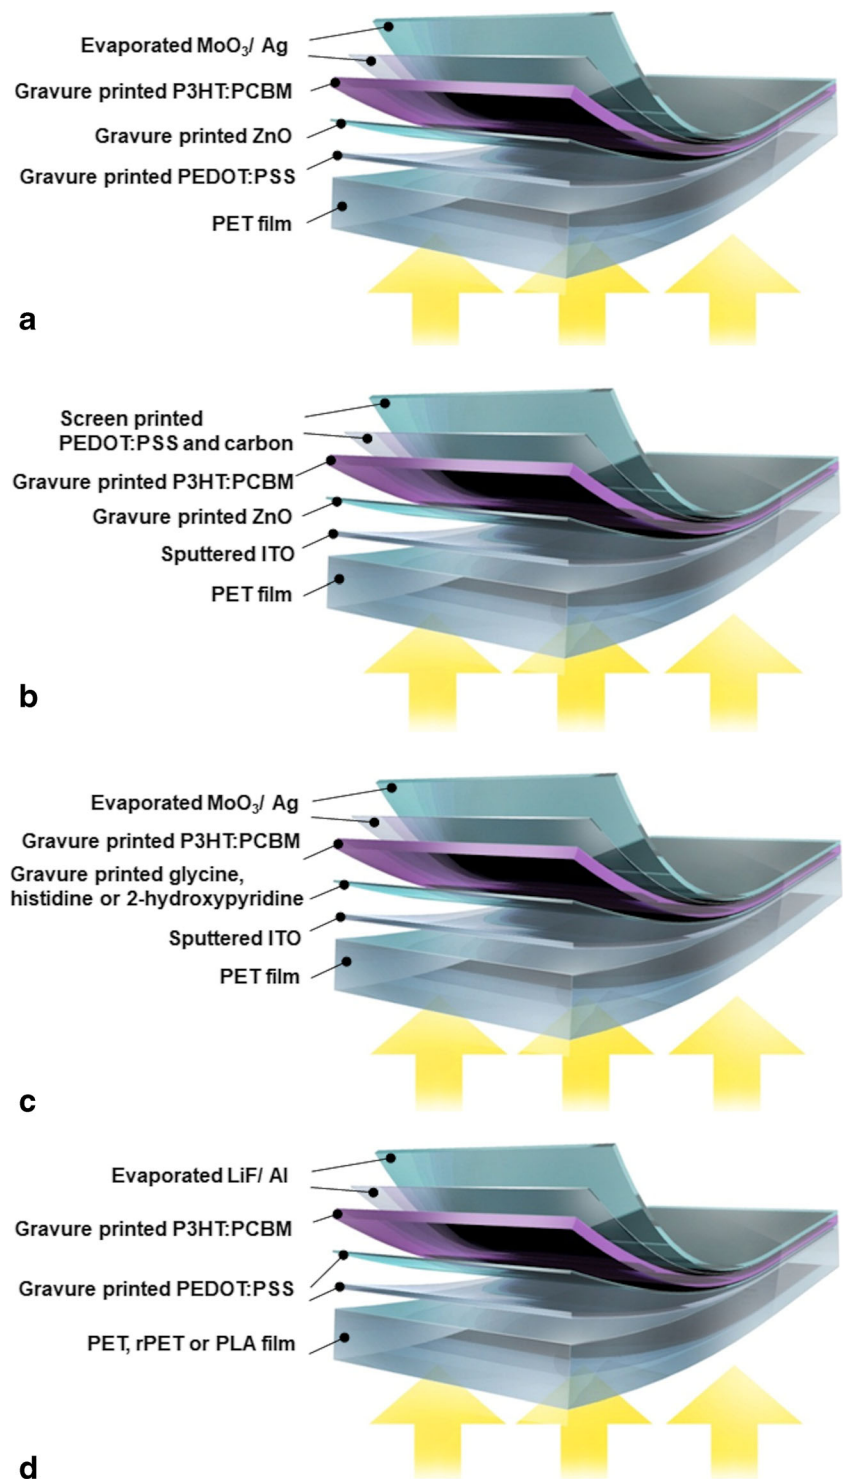 Evaporated MoO₃/ Ag
Gravure printed P3HT:PCBM
Gravure printed ZnO
Gravure printed PEDOT:PSS
PET film
a
Screen printed
PEDOT:PSS and carbon
Gravure printed P3HT:PCBM
Gravure printed ZnO
Sputtered ITO
PET film
b
Evaporated MoO₃/ Ag
Gravure printed P3HT:PCBM
Gravure printed glycine,
histidine or 2-hydroxypyridine
Sputtered ITO
PET film
c
Evaporated LiF/ Al
Gravure printed P3HT:PCBM
Gravure printed PEDOT:PSS
PET, rPET or PLA film
d